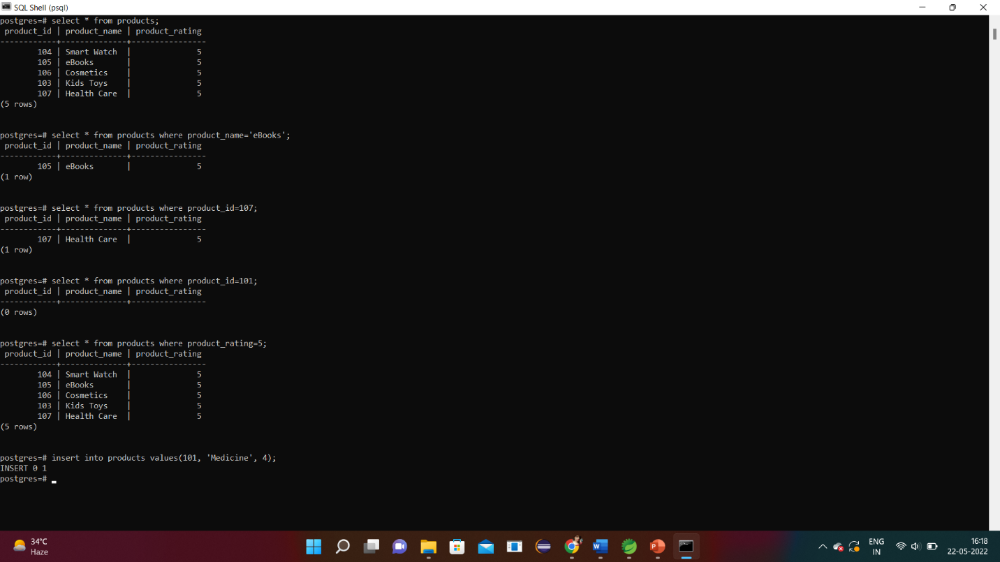 SQL Shell (psql)
postgres=# select * from products;
 product_id | product_name | product_rating
------------+--------------+----------------
        104 | Smart Watch  |              5
        105 | eBooks       |              5
        106 | Cosmetics    |              5
        103 | Kids Toys    |              5
        107 | Health Care  |              5
(5 rows)
postgres=# select * from products where product_name='eBooks';
 product_id | product_name | product_rating
------------+--------------+----------------
        105 | eBooks       |              5
(1 row)
postgres=# select * from products where product_id=107;
 product_id | product_name | product_rating
------------+--------------+----------------
        107 | Health Care  |              5
(1 row)
postgres=# select * from products where product_id=101;
 product_id | product_name | product_rating
------------+--------------+----------------
(0 rows)
postgres=# select * from products where product_rating=5;
 product_id | product_name | product_rating
------------+--------------+----------------
        104 | Smart Watch  |              5
        105 | eBooks       |              5
        106 | Cosmetics    |              5
        103 | Kids Toys    |              5
        107 | Health Care  |              5
(5 rows)
postgres=# insert into products values(101, 'Medicine', 4);
INSERT 0 1
postgres=#
34°C
Haze
W
P
ENG
IN
16:18
22-05-2022